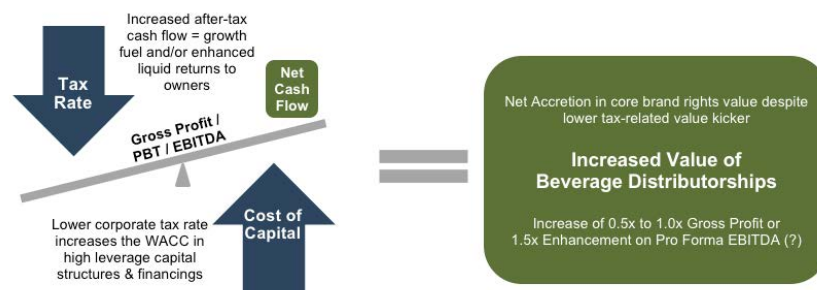 Increased after-tax
cash flow = growth
fuel and/or enhanced
liquid returns to
owners
Tax
Rate
Net
Cash
Flow
Gross Profit /
PBT / EBITDA
Lower corporate tax rate
increases the WACC in
high leverage capital
structures & financings
Cost of
Capital
Net Accretion in core brand rights value despite
lower tax-related value kicker
Increased Value of
Beverage Distributorships
Increase of 0.5x to 1.0x Gross Profit or
1.5x Enhancement on Pro Forma EBITDA (?)